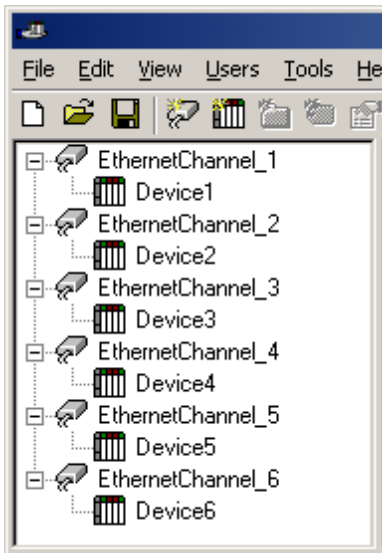 File Edit View Users Tools He
EthernetChannel_1
Device1
EthernetChannel_2
Device2
EthernetChannel_3
Device3
EthernetChannel_4
Device4
EthernetChannel_5
Device5
EthernetChannel_6
Device6